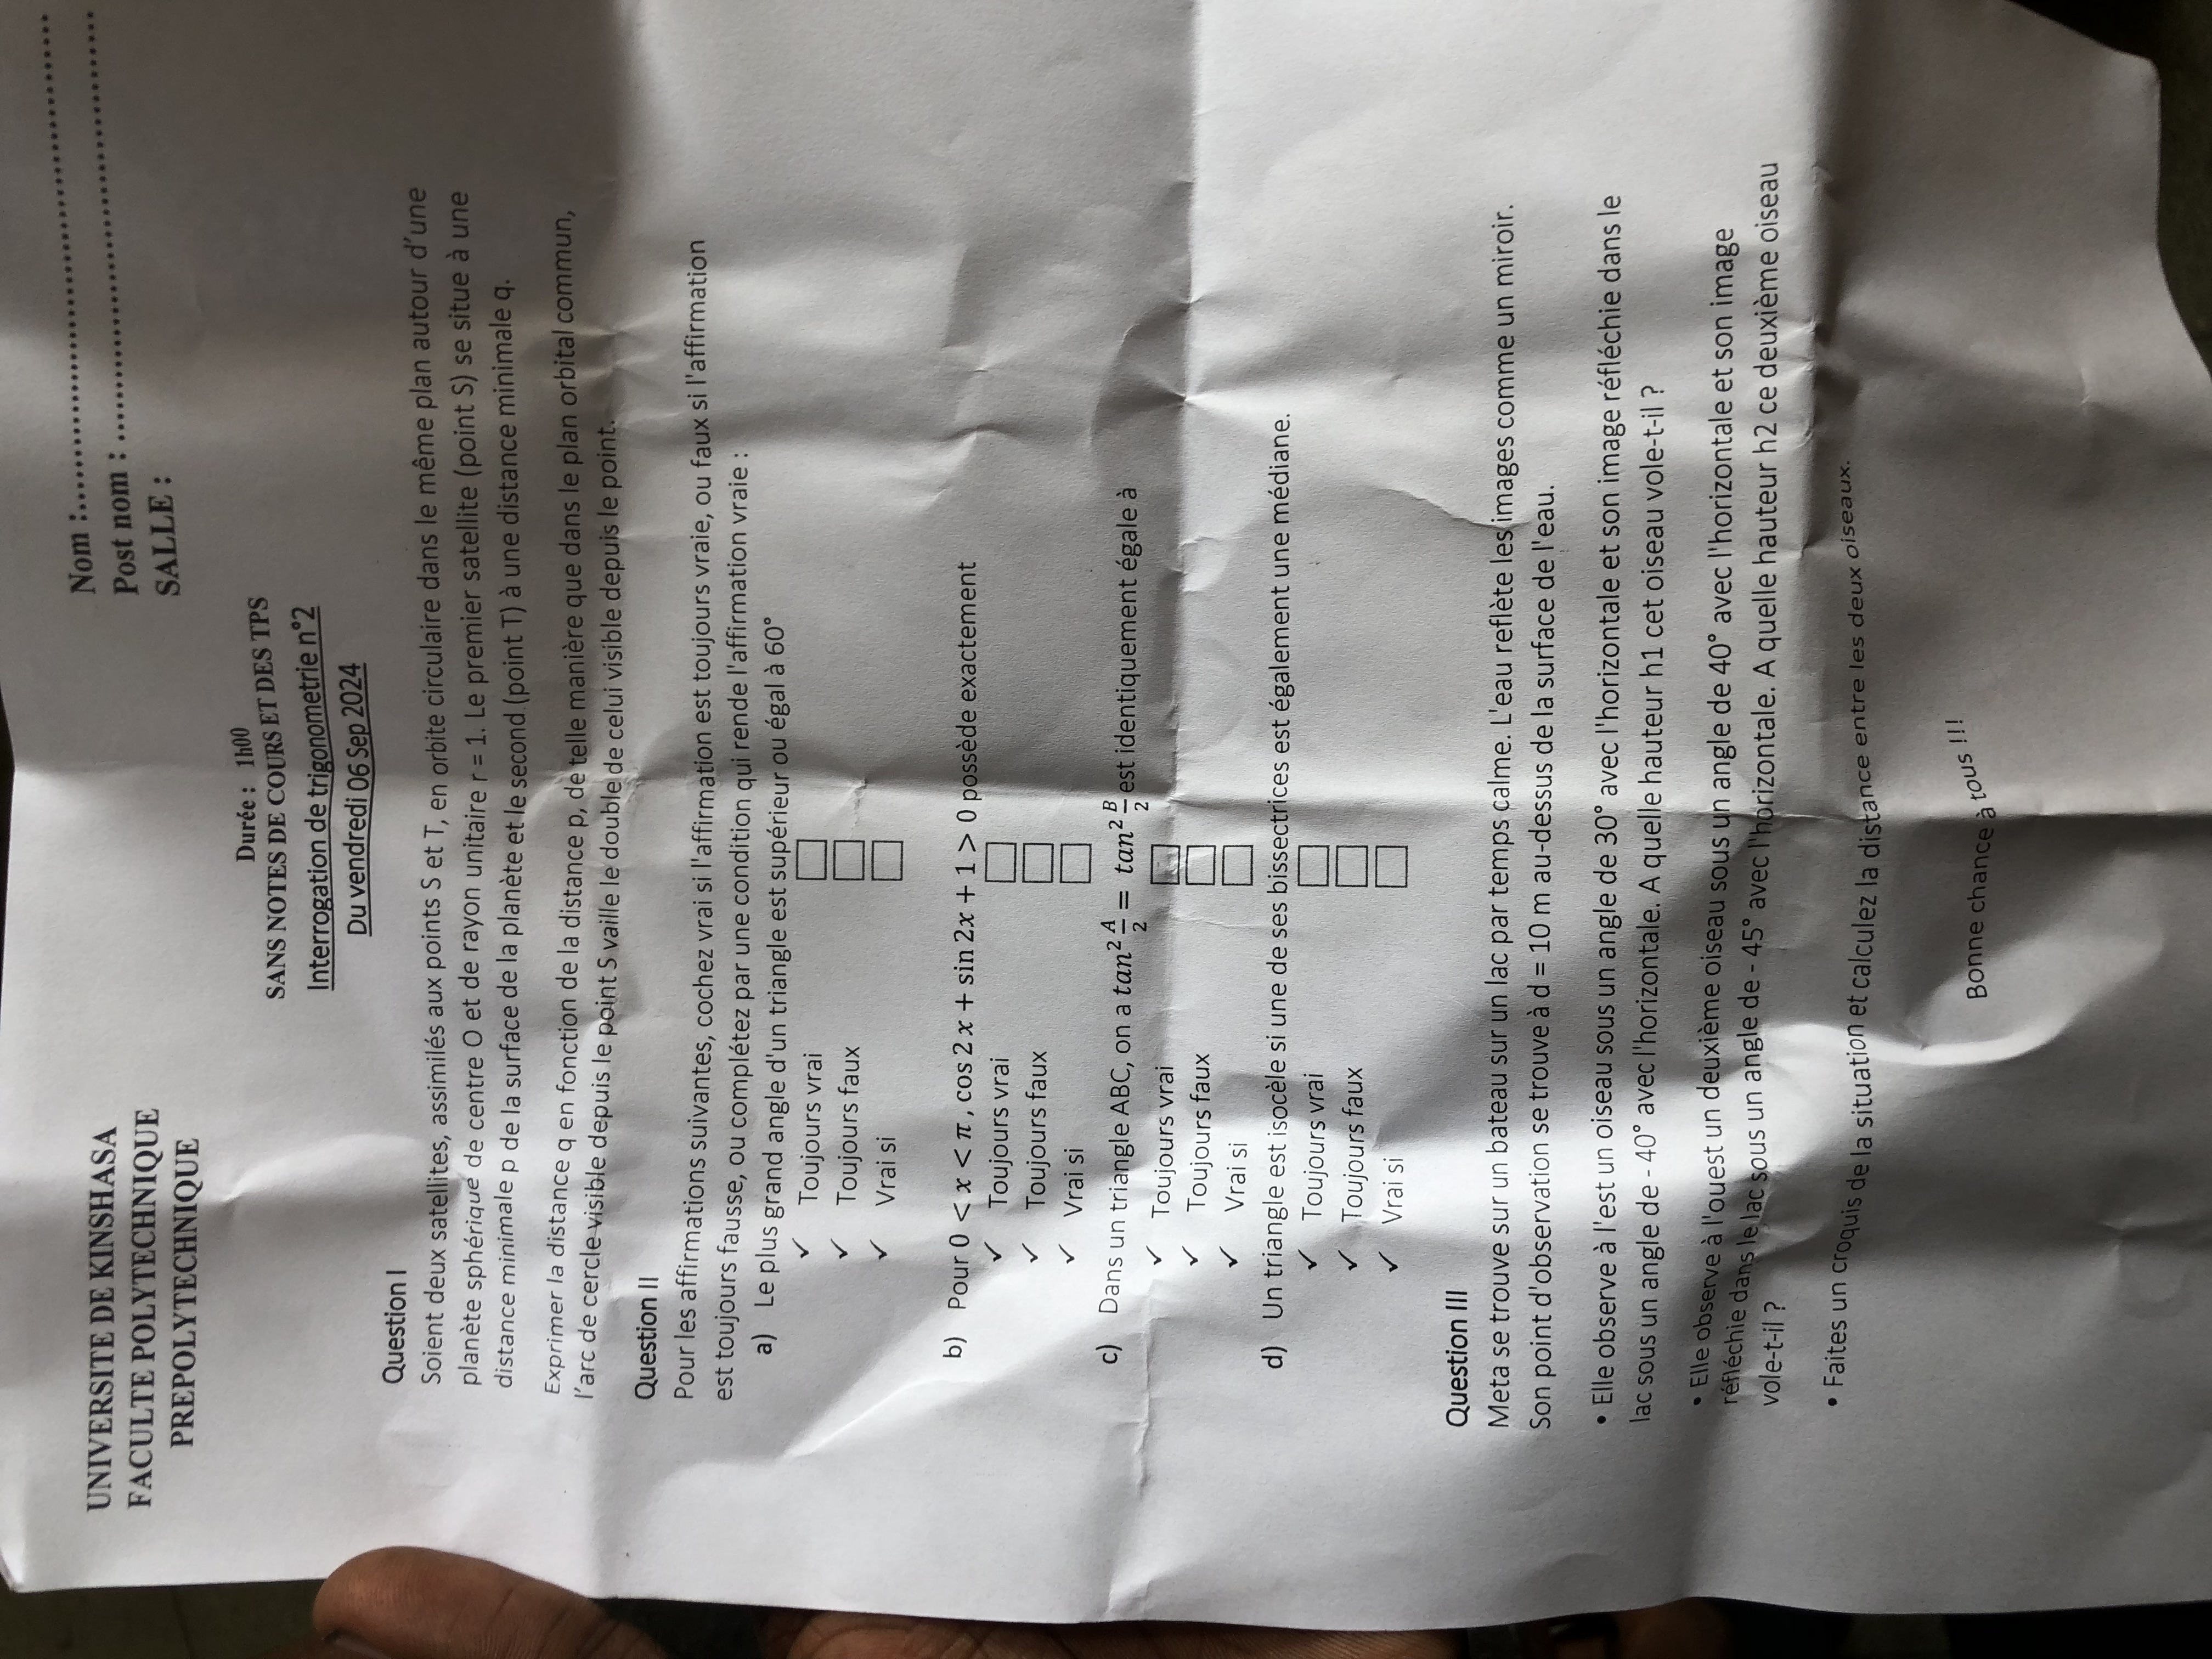 UNIVERSITE DE KINSHASA
FACULTE POLYTECHNIQUE
PREPOLYTECHNIQUE
Nom :..................................................
Post nom : ..........................................
SALLE :
Durée : 1h00
SANS NOTES DE COURS ET DES TPS
Interrogation de trigonometrie n°2
Du vendredi 06 Sep 2024
Question I
Soient deux satellites, assimilés aux points S et T, en orbite circulaire dans le même plan autour d’une
planète sphérique de centre O et de rayon unitaire r = 1. Le premier satellite (point S) se situe à une
distance minimale p de la surface de la planète et le second (point T) à une distance minimale q.
Exprimer la distance q en fonction de la distance p, de telle manière que dans le plan orbital commun,
l’arc de cercle visible depuis le point S vaille le double de celui visible depuis le point.
Question II
Pour les affirmations suivantes, cochez vrai si l'affirmation est toujours vraie, ou faux si l'affirmation
est toujours fausse, ou complétez par une condition qui rende l'affirmation vraie :
a) Le plus grand angle d'un triangle est supérieur ou égal à 60°
✓ Toujours vrai
✓ Toujours faux
✓ Vrai si
b) Pour 0 < x < π , cos 2 x + sin 2x + 1 > 0 possède exactement
✓ Toujours vrai
✓ Toujours faux
✓ Vrai si
c) Dans un triangle ABC, on a tan² A/2 = tan² B/2 est identiquement égale à
✓ Toujours vrai
✓ Toujours faux
✓ Vrai si
d) Un triangle est isocèle si une de ses bissectrices est également une médiane.
✓ Toujours vrai
✓ Toujours faux
✓ Vrai si
Question III
Meta se trouve sur un bateau sur un lac par temps calme. L'eau reflète les images comme un miroir.
Son point d'observation se trouve à d = 10 m au-dessus de la surface de l'eau.
• Elle observe à l'est un oiseau sous un angle de 30° avec l'horizontale et son image réfléchie dans le
lac sous un angle de - 40° avec l'horizontale. A quelle hauteur h1 cet oiseau vole-t-il ?
• Elle observe à l'ouest un deuxième oiseau sous un angle de 40° avec l'horizontale et son image
réfléchie dans le lac sous un angle de - 45° avec l'horizontale. A quelle hauteur h2 ce deuxième oiseau
vole-t-il ?
• Faites un croquis de la situation et calculez la distance entre les deux oiseaux.
Bonne chance à tous !!!